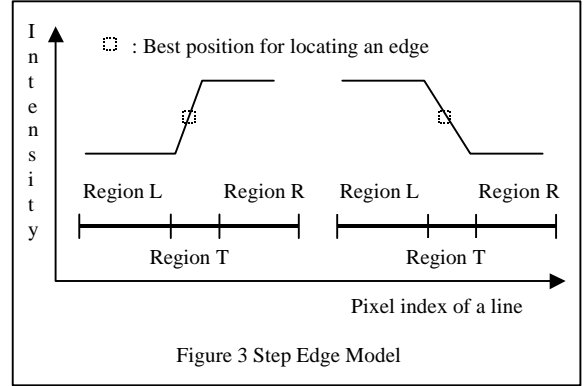 Intensity
: Best position for locating an edge
Region L Region R Region L Region R
Region T Region T
Pixel index of a line
Figure 3 Step Edge Model